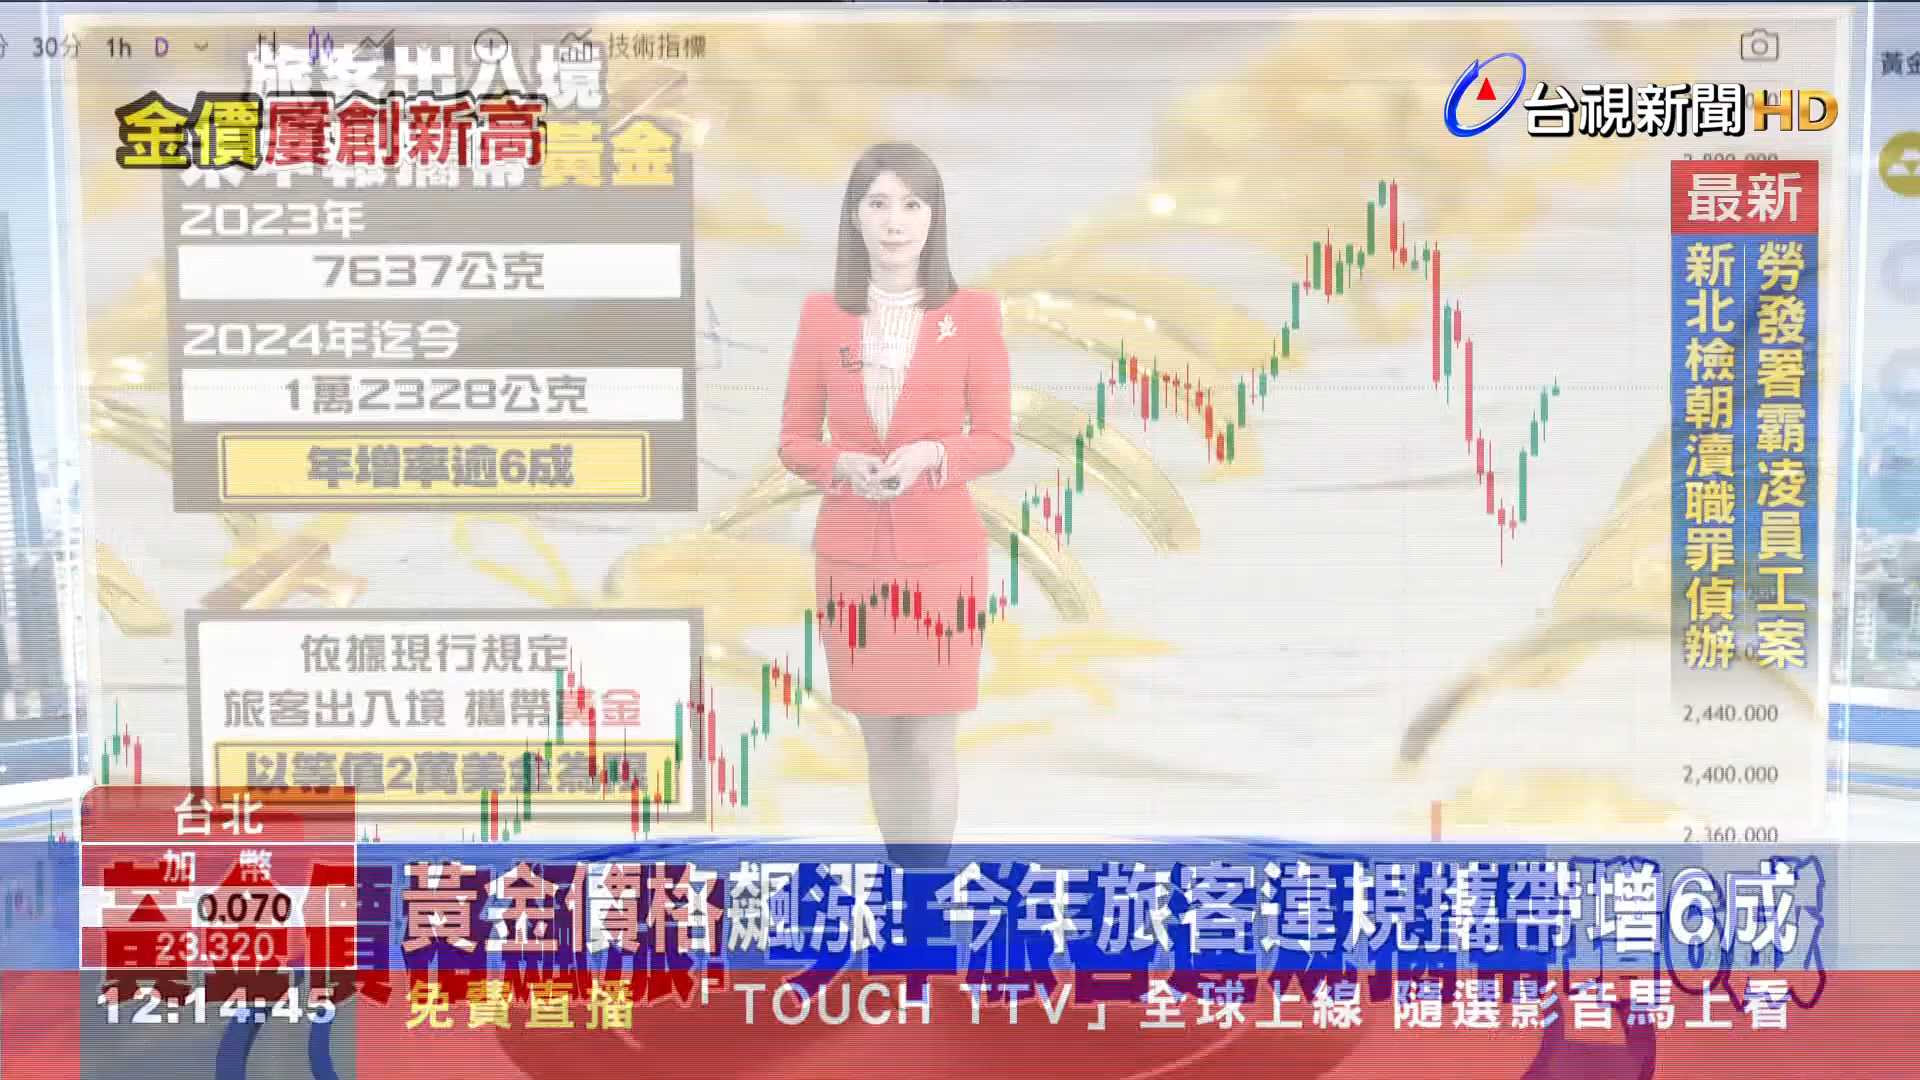 30分 1h D 技術指標
旅客出入境
金價屢創新高
黃金
台視新聞HD
2023年
7637公克
2024年迄今
1萬2328公克
年增率逾6成
依據現行規定
旅客出入境 攜帶黃金
以等值2萬美金為限
最新
勞發署霸凌員工案
新北檢朝瀆職罪偵辦
2,440.000
2,400.000
2,360.000
台北
加 幣
0.070
23.320
12:14:45
黃金價格飆漲! 今年旅客違規攜帶增6成
免費直播 「TOUCH TTV」全球上線 隨選影音馬上看